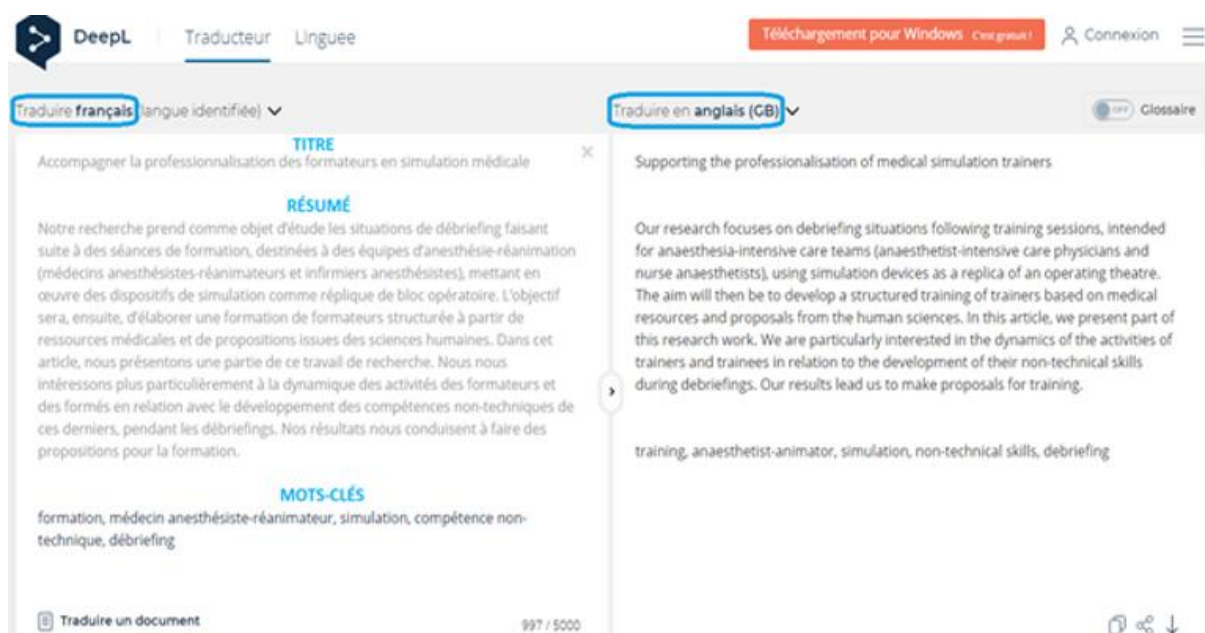 DeepL Traducteur Linguee Téléchargement pour Windows C'est gratuit ! Connexion
Traduire français (langue identifiée)
Traduire en anglais (GB)
OFF Glossaire
TITRE
Accompagner la professionnalisation des formateurs en simulation médicale
RÉSUMÉ
Notre recherche prend comme objet d'étude les situations de débriefing faisant
suite à des séances de formation, destinées à des équipes d'anesthésie-réanimation
(médecins anesthésistes-réanimateurs et infirmiers anesthésistes), mettant en
œuvre des dispositifs de simulation comme réplique de bloc opératoire. L'objectif
sera, ensuite, d'élaborer une formation de formateurs structurée à partir de
ressources médicales et de propositions issues des sciences humaines. Dans cet
article, nous présentons une partie de ce travail de recherche. Nous nous
intéressons plus particulièrement à la dynamique des activités des formateurs et
des formés en relation avec le développement des compétences non-techniques de
ces derniers, pendant les débriefings. Nos résultats nous conduisent à faire des
propositions pour la formation.
MOTS-CLÉS
formation, médecin anesthésiste-réanimateur, simulation, compétence non-
technique, débriefing
Traduire un document
997 / 5000
Supporting the professionalisation of medical simulation trainers
Our research focuses on debriefing situations following training sessions, intended
for anaesthesia-intensive care teams (anaesthetist-intensive care physicians and
nurse anaesthetists), using simulation devices as a replica of an operating theatre.
The aim will then be to develop a structured training of trainers based on medical
resources and proposals from the human sciences. In this article, we present part of
this research work. We are particularly interested in the dynamics of the activities of
trainers and trainees in relation to the development of their non-technical skills
during debriefings. Our results lead us to make proposals for training.
training, anaesthetist-animator, simulation, non-technical skills, debriefing